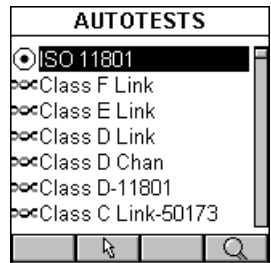 AUTOTESTS
ISO 11801
Class F Link
Class E Link
Class D Link
Class D Chan
Class D-11801
Class C Link-50173